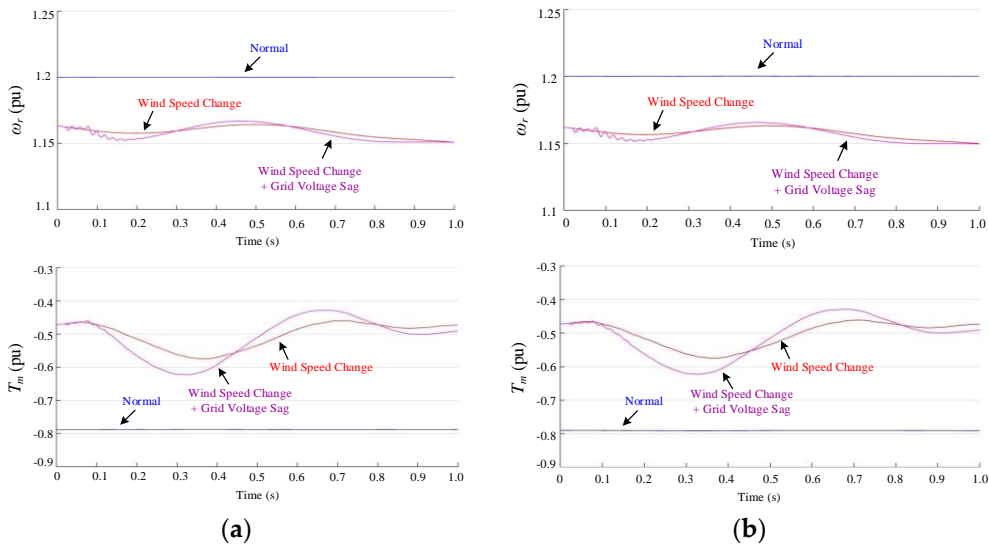 1.25
Normal
1.2
Wind Speed Change
1.15
Wind Speed Change
+ Grid Voltage Sag
1.1
0 0.1 0.2 0.3 0.4 0.5 0.6 0.7 0.8 0.9 1.0
Time (s)
ωr (pu)
-0.3
-0.4
-0.5
Wind Speed Change
-0.6
Wind Speed Change
+ Grid Voltage Sag
-0.7
Normal
-0.8
-0.9
0 0.1 0.2 0.3 0.4 0.5 0.6 0.7 0.8 0.9 1.0
Time (s)
Tm (pu)
(a)
1.25
Normal
1.2
Wind Speed Change
1.15
Wind Speed Change
+ Grid Voltage Sag
1.1
0 0.1 0.2 0.3 0.4 0.5 0.6 0.7 0.8 0.9 1.0
Time (s)
ωr (pu)
-0.3
-0.4
-0.5
Wind Speed Change
-0.6
Wind Speed Change
+ Grid Voltage Sag
-0.7
Normal
-0.8
-0.9
0 0.1 0.2 0.3 0.4 0.5 0.6 0.7 0.8 0.9 1.0
Time (s)
Tm (pu)
(b)